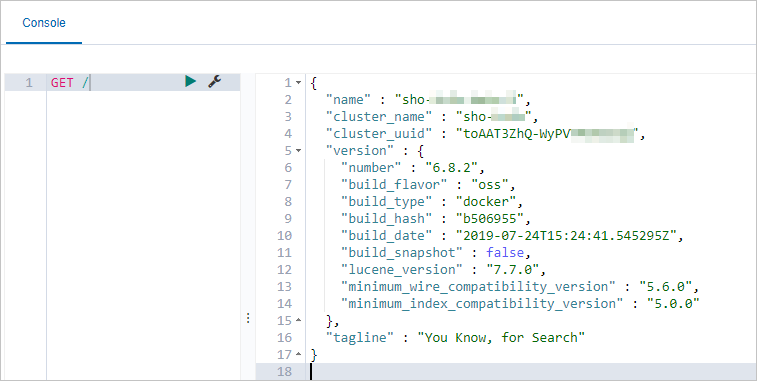 Console
1 GET /
1 {
2 "name" : "sho-",
3 "cluster_name" : "sho-",
4 "cluster_uuid" : "toAAT3ZhQ-WyPV",
5 "version" : {
6 "number" : "6.8.2",
7 "build_flavor" : "oss",
8 "build_type" : "docker",
9 "build_hash" : "b506955",
10 "build_date" : "2019-07-24T15:24:41.545295Z",
11 "build_snapshot" : false,
12 "lucene_version" : "7.7.0",
13 "minimum_wire_compatibility_version" : "5.6.0",
14 "minimum_index_compatibility_version" : "5.0.0"
15 },
16 "tagline" : "You Know, for Search"
17 }
18